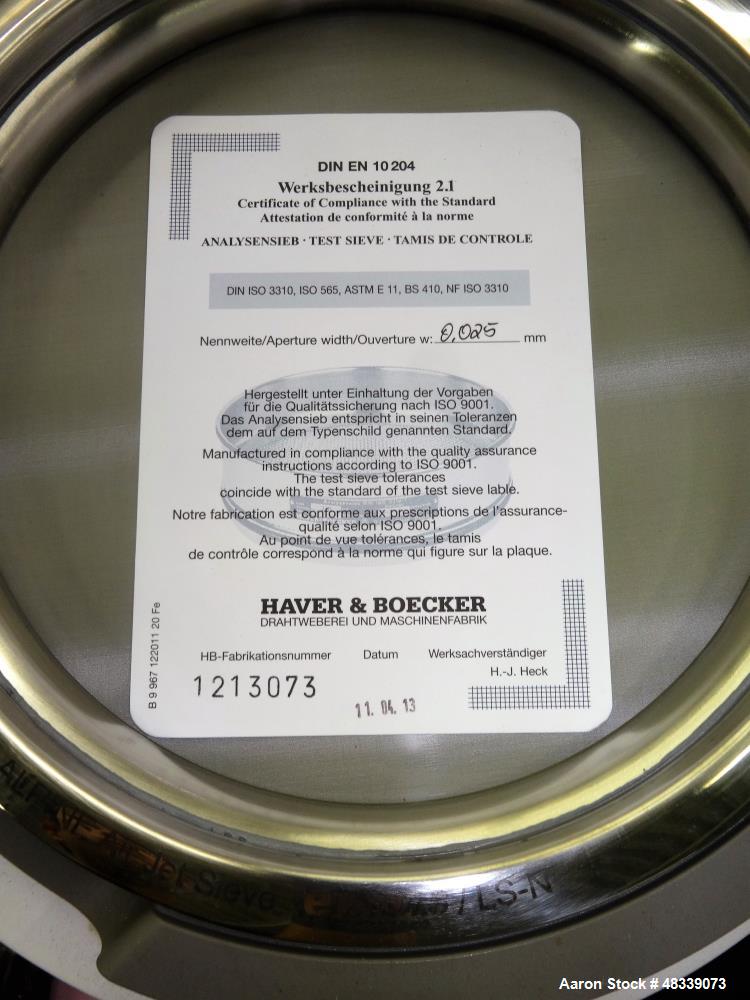 DIN EN 10 204
Werksbescheinigung 2.1
Certificate of Compliance with the Standard
Attestation de conformité à la norme
ANALYSENSIEB · TEST SIEVE · TAMIS DE CONTROLE
DIN ISO 3310, ISO 565, ASTM E 11, BS 410, NF ISO 3310
Nennweite/Aperture width/Ouverture w: 0,025 mm
Hergestellt unter Einhaltung der Vorgaben
für die Qualitätssicherung nach ISO 9001.
Das Analysensieb entspricht in seinen Toleranzen
dem auf dem Typenschild genannten Standard.
Manufactured in compliance with the quality assurance
instructions according to ISO 9001.
The test sieve tolerances
coincide with the standard of the test sieve lable.
Notre fabrication est conforme aux prescriptions de l'assurance-
qualité selon ISO 9001.
Au point de vue tolérances, le tamis
de contrôle correspond à la norme qui figure sur la plaque.
HAVER & BOECKER
DRAHTWEBEREI UND MASCHINENFABRIK
HB-Fabrikationsnummer Datum Werksachverständiger
H.-J. Heck
1213073
11. 04. 13
B 9 967 122011 20 Fe
Air Jet Sieve / LS-N
Aaron Stock # 48339073